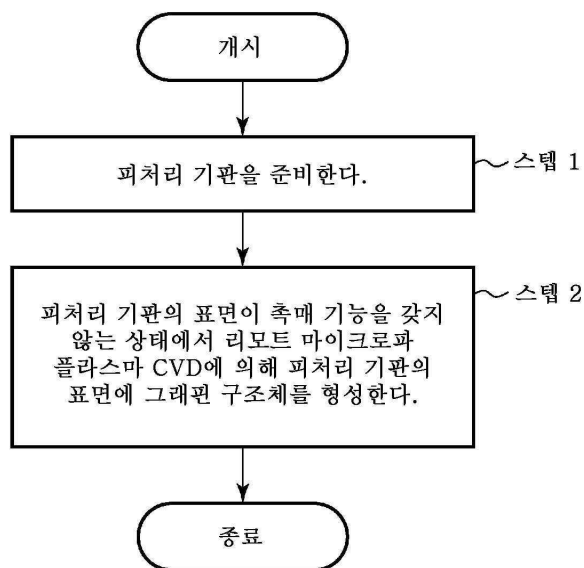 개시
피처리 기판을 준비한다.
스텝 1
피처리 기판의 표면이 촉매 기능을 갖지
않는 상태에서 리모트 마이크로파
플라스마 CVD에 의해 피처리 기판의
표면에 그래핀 구조체를 형성한다.
스텝 2
종료